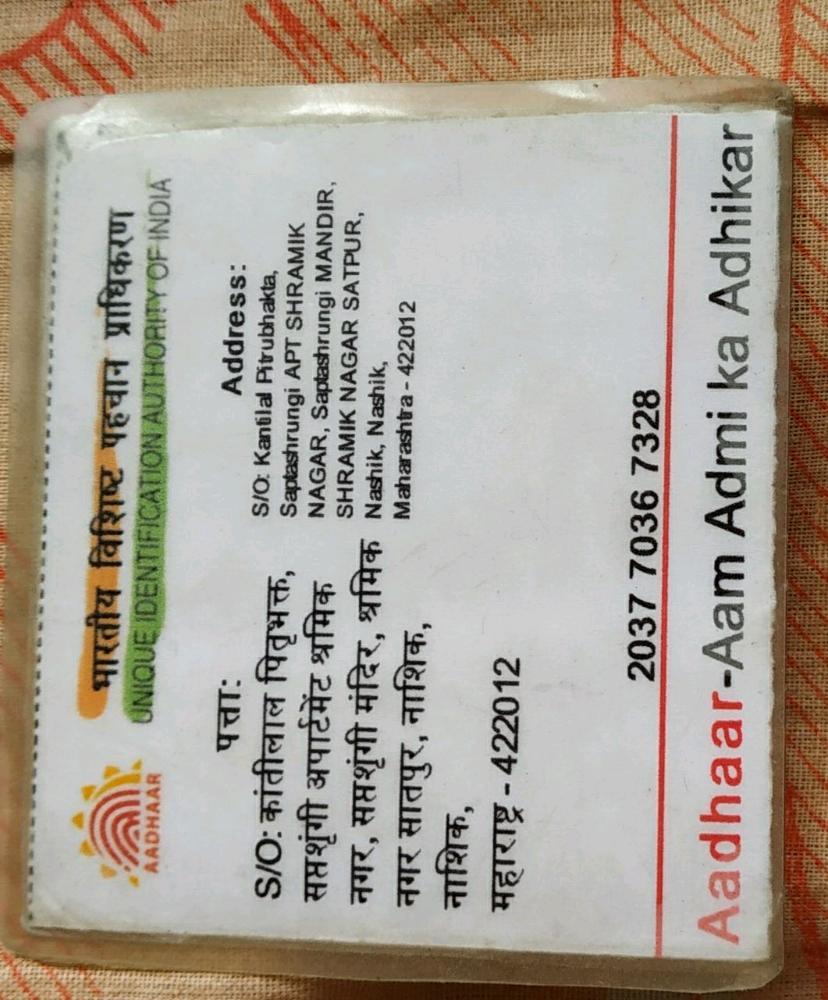 भारतीय विशिष्ट पहचान प्राधिकरण
UNIQUE IDENTIFICATION AUTHORITY OF INDIA
AADHAAR
पत्ता:
S/O: कांतीलाल पितृभक्त,
सप्तशृंगी अपार्टमेंट श्रमिक
नगर, सप्तशृंगी मंदिर, श्रमिक
नगर सातपुर, नाशिक,
नाशिक,
महाराष्ट्र - 422012
Address:
S/O: Kantilal Pitrubhakta,
Saptashrungi APT SHRAMIK
NAGAR, Saptashrungi MANDIR,
SHRAMIK NAGAR SATPUR,
Nashik, Nashik,
Maharashtra - 422012
2037 7036 7328
Aadhaar-Aam Admi ka Adhikar